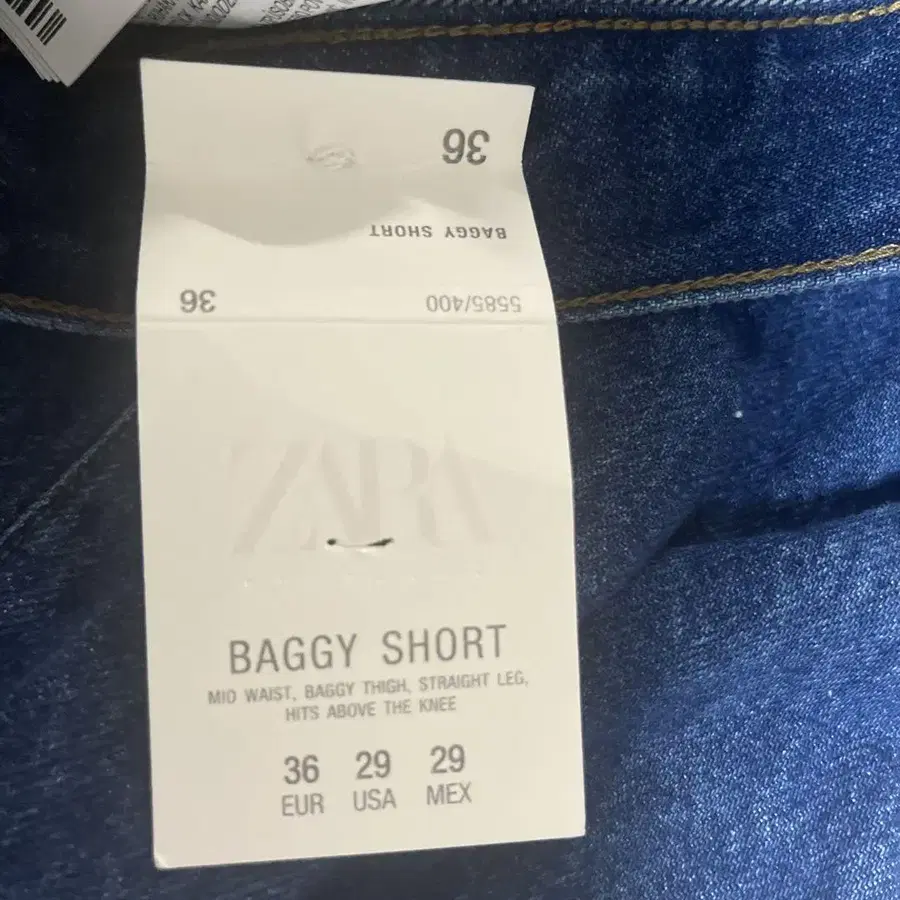 36
BAGGY SHORT
36 5585/400
ZARA
BAGGY SHORT
MID WAIST, BAGGY THIGH, STRAIGHT LEG,
HITS ABOVE THE KNEE
36 29 29
EUR USA MEX